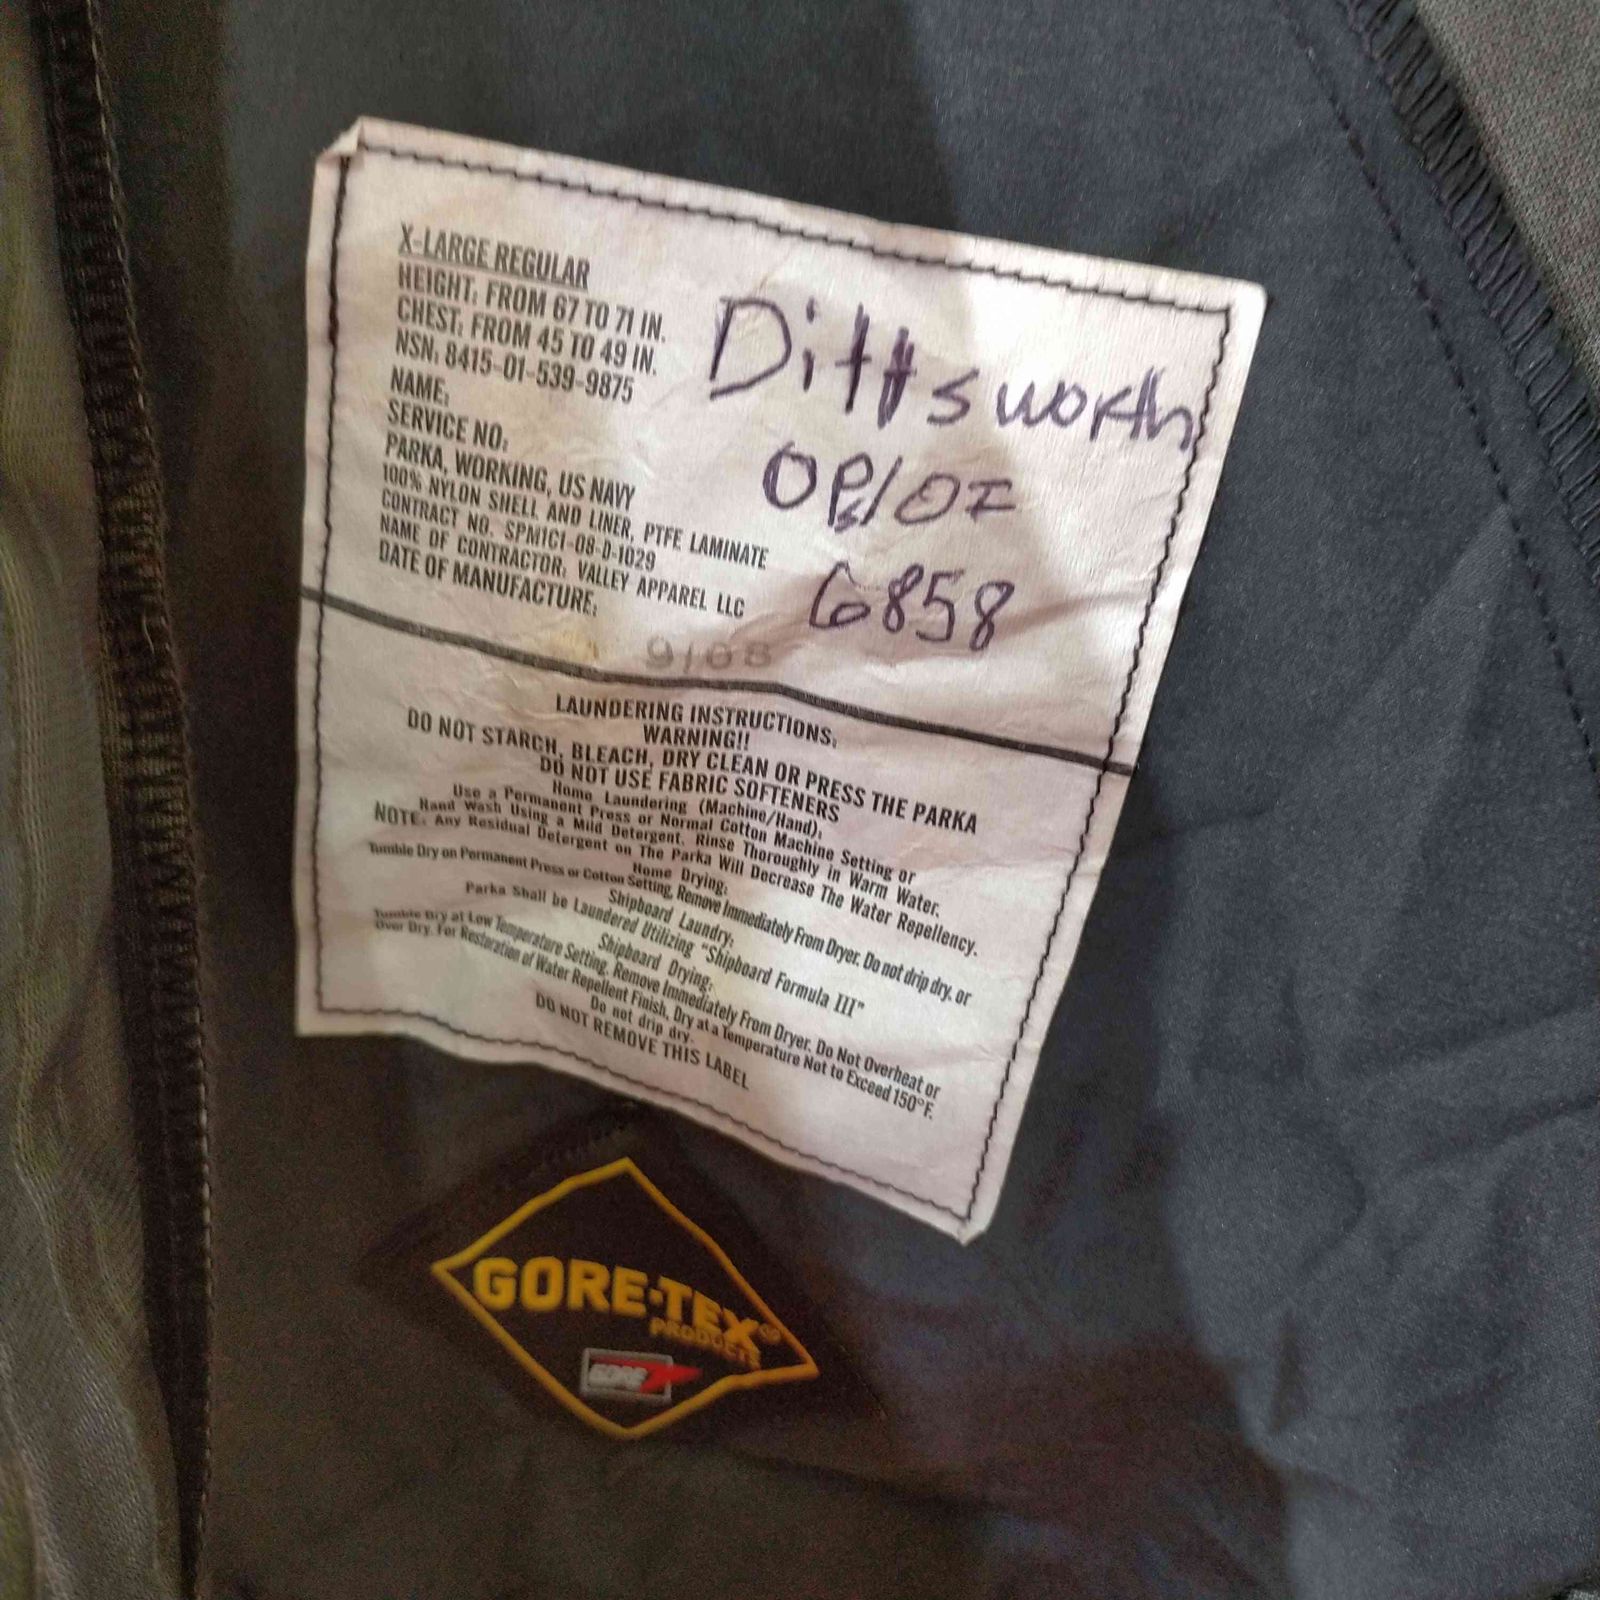 X-LARGE REGULAR
HEIGHT: FROM 67 TO 71 IN.
CHEST: FROM 45 TO 49 IN.
NSN: 8415-01-539-9875
NAME:
SERVICE NO:
PARKA, WORKING, US NAVY
100% NYLON SHELL AND LINER, PTFE LAMINATE
CONTRACT NO. SPM1C1-08-D-1029
NAME OF CONTRACTOR: VALLEY APPAREL LLC
DATE OF MANUFACTURE:
9/08
Dittsworth
OPs/OI
6858
LAUNDERING INSTRUCTIONS:
WARNING!!
DO NOT STARCH, BLEACH, DRY CLEAN OR PRESS THE PARKA
DO NOT USE FABRIC SOFTENERS
Home Laundering (Machine/Hand):
Use a Permanent Press or Normal Cotton Machine Setting or
Hand Wash Using a Mild Detergent. Rinse Thoroughly in Warm Water.
NOTE: Any Residual Detergent on The Parka Will Decrease The Water Repellency.
Home Drying:
Tumble Dry on Permanent Press or Cotton Setting, Remove Immediately From Dryer. Do not drip dry. or
Shipboard Laundry:
Parka Shall be Laundered Utilizing "Shipboard Formula III"
Shipboard Drying:
Tumble Dry at Low Temperature Setting. Remove Immediately From Dryer. Do Not Overheat or
Over Dry. For Restoration of Water Repellent Finish, Dry at a Temperature Not to Exceed 150°F.
Do not drip dry.
DO NOT REMOVE THIS LABEL
GORE-TEX®
PRODUCTS
GORE